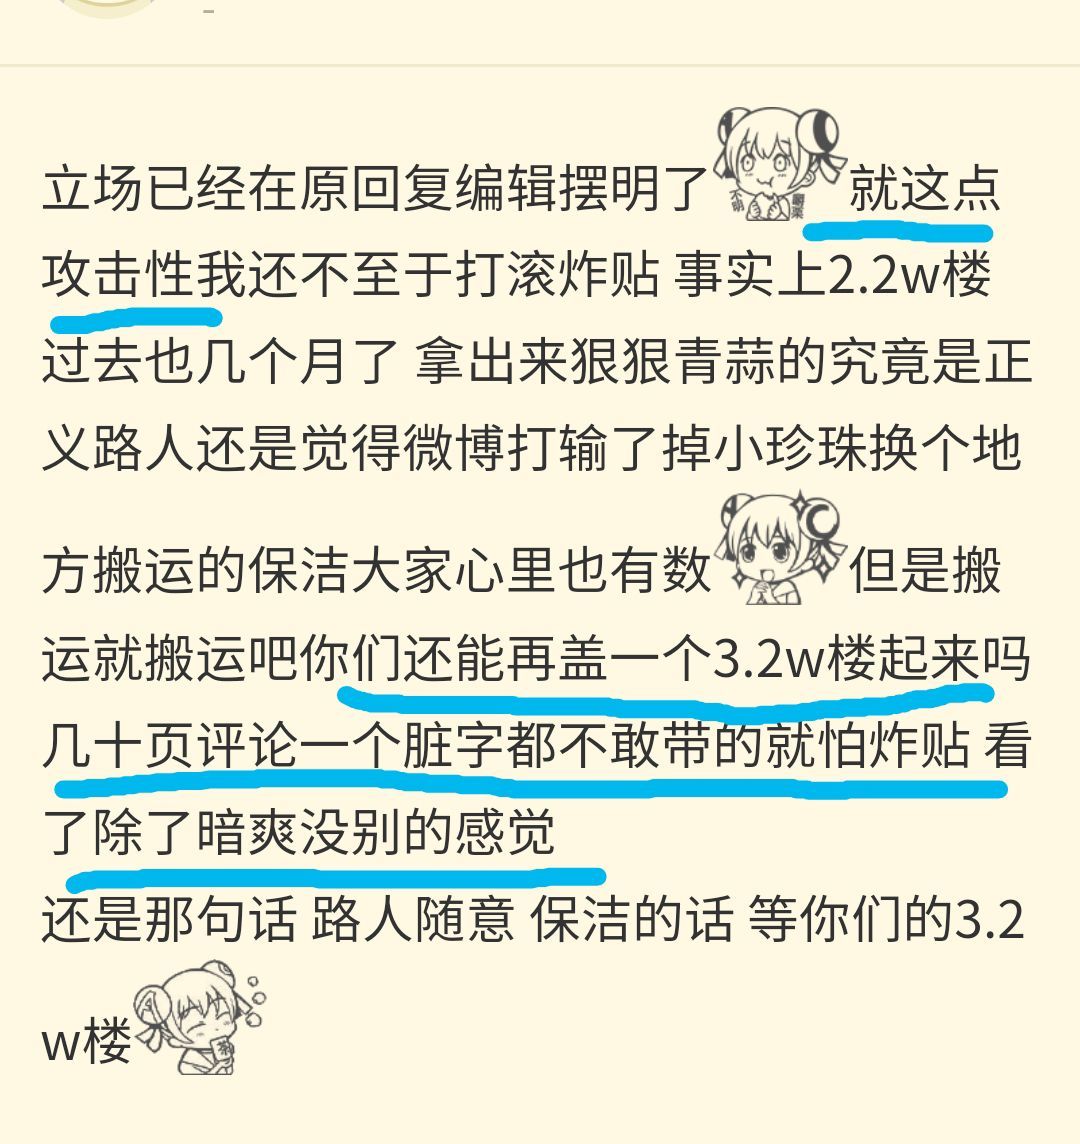 立场已经在原回复编辑摆明了 就这点
攻击性我还不至于打滚炸贴 事实上2.2w楼
过去也几个月了 拿出来狠狠青蒜的究竟是正
义路人还是觉得微博打输了掉小珍珠换个地
方搬运的保洁大家心里也有数 但是搬
运就搬运吧你们还能再盖一个3.2w楼起来吗
几十页评论一个脏字都不敢带的就怕炸贴 看
了除了暗爽没别的感觉
还是那句话 路人随意 保洁的话 等你们的3.2
w楼